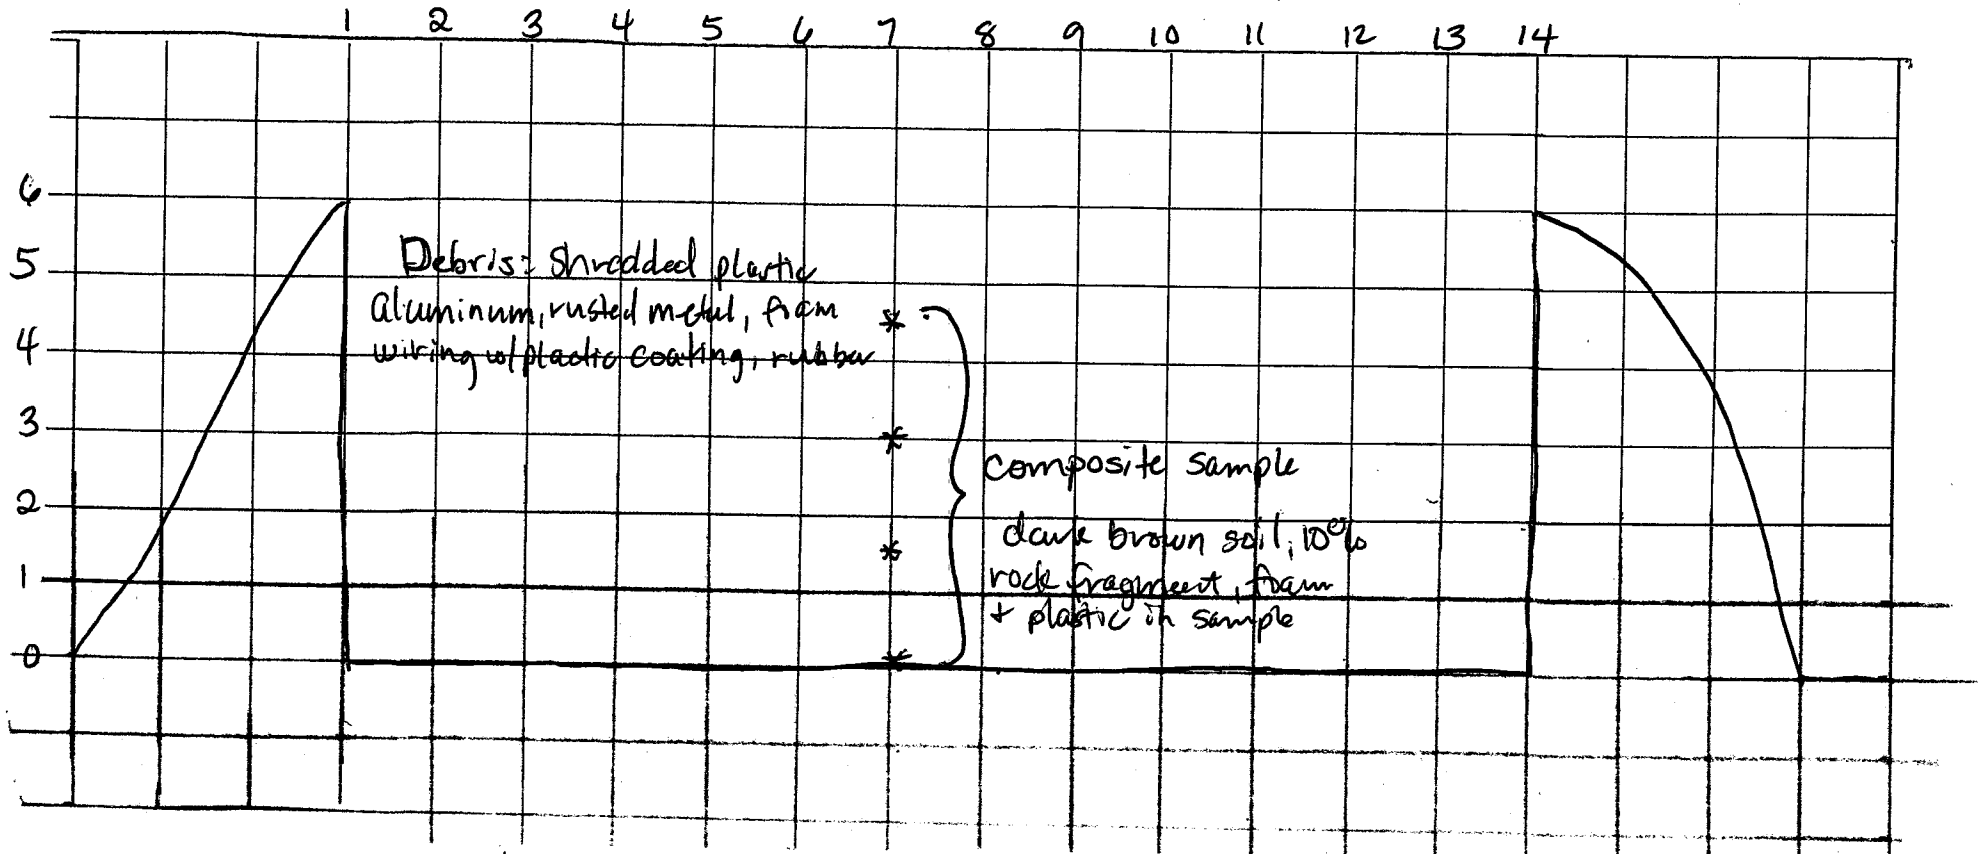 1 2 3 4 5 6 7 8 9 10 11 12 13 14
6
5
4
3
2
1
0
Debris: Shredded plastic
aluminum, rusted metal, foam
wiring w/plastic coating, rubber
composite sample
dark brown soil, 10%
rock fragment, foam
+ plastic in sample